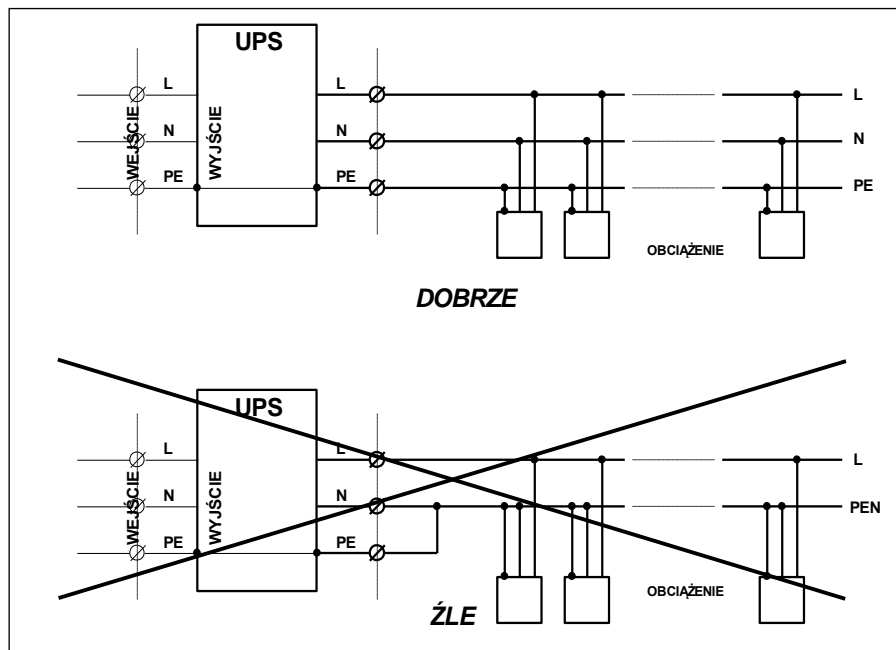 UPS
L
L
L
WEJŚCIE
WYJŚCIE
N
N
N
PE
PE
PE
OBCIĄŻENIE
DOBRZE
UPS
L
L
L
WEJŚCIE
WYJŚCIE
N
N
PEN
PE
PE
OBCIĄŻENIE
ŹLE